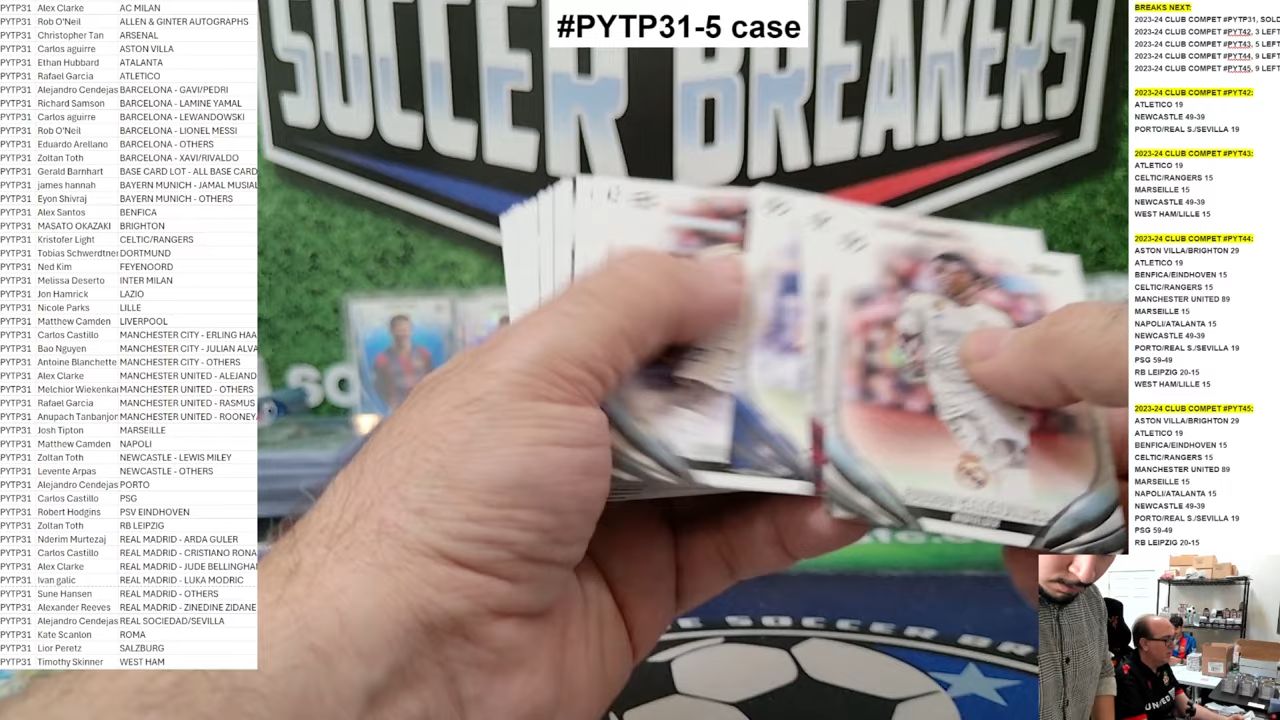 #PYTP31-5 case
SOCCER BREAKERS
PYTP31 Alex Clarke AC MILAN
PYTP31 Rob O'Neil ALLEN & GINTER AUTOGRAPHS
PYTP31 Christopher Tan ARSENAL
PYTP31 Carlos aguirre ASTON VILLA
PYTP31 Ethan Hubbard ATALANTA
PYTP31 Rafael Garcia ATLETICO
PYTP31 Alejandro Cendejas BARCELONA - GAVI/PEDRI
PYTP31 Richard Samson BARCELONA - LAMINE YAMAL
PYTP31 Carlos aguirre BARCELONA - LEWANDOWSKI
PYTP31 Rob O'Neil BARCELONA - LIONEL MESSI
PYTP31 Eduardo Arellano BARCELONA - OTHERS
PYTP31 Zoltan Toth BARCELONA - XAVI/RIVALDO
PYTP31 Gerald Barnhart BASE CARD LOT - ALL BASE CARD
PYTP31 james hannah BAYERN MUNICH - JAMAL MUSIAL
PYTP31 Eyon Shivraj BAYERN MUNICH - OTHERS
PYTP31 Alex Santos BENFICA
PYTP31 MASATO OKAZAKI BRIGHTON
PYTP31 Kristofer Light CELTIC/RANGERS
PYTP31 Tobias Schwerdtner DORTMUND
PYTP31 Ned Kim FEYENOORD
PYTP31 Melissa Deserto INTER MILAN
PYTP31 Jon Hamrick LAZIO
PYTP31 Nicole Parks LILLE
PYTP31 Matthew Camden LIVERPOOL
PYTP31 Carlos Castillo MANCHESTER CITY - ERLING HAA
PYTP31 Bao Nguyen MANCHESTER CITY - JULIAN ALVA
PYTP31 Antoine Blanchette MANCHESTER CITY - OTHERS
PYTP31 Alex Clarke MANCHESTER UNITED - ALEJAND
PYTP31 Melchior Wiekenkar MANCHESTER UNITED - OTHERS
PYTP31 Rafael Garcia MANCHESTER UNITED - RASMUS
PYTP31 Anupach Tanbanjor MANCHESTER UNITED - ROONEY
PYTP31 Josh Tipton MARSEILLE
PYTP31 Matthew Camden NAPOLI
PYTP31 Zoltan Toth NEWCASTLE - LEWIS MILEY
PYTP31 Levente Arpas NEWCASTLE - OTHERS
PYTP31 Alejandro Cendejas PORTO
PYTP31 Carlos Castillo PSG
PYTP31 Robert Hodgins PSV EINDHOVEN
PYTP31 Zoltan Toth RB LEIPZIG
PYTP31 Nderim Murtezaj REAL MADRID - ARDA GULER
PYTP31 Carlos Castillo REAL MADRID - CRISTIANO RONA
PYTP31 Alex Clarke REAL MADRID - JUDE BELLINGHA
PYTP31 Ivan galic REAL MADRID - LUKA MODRIC
PYTP31 Sune Hansen REAL MADRID - OTHERS
PYTP31 Alexander Reeves REAL MADRID - ZINEDINE ZIDANE
PYTP31 Alejandro Cendejas REAL SOCIEDAD/SEVILLA
PYTP31 Kate Scanlon ROMA
PYTP31 Lior Peretz SALZBURG
PYTP31 Timothy Skinner WEST HAM
BREAKS NEXT:
2023-24 CLUB COMPET #PYTP31, SOLD
2023-24 CLUB COMPET #PYT42, 3 LEFT
2023-24 CLUB COMPET #PYT43, 5 LEFT
2023-24 CLUB COMPET #PYT44, 9 LEFT
2023-24 CLUB COMPET #PYT45, 9 LEFT
2023-24 CLUB COMPET #PYT42:
ATLETICO 19
NEWCASTLE 49-39
PORTO/REAL S./SEVILLA 19
2023-24 CLUB COMPET #PYT43:
ATLETICO 19
CELTIC/RANGERS 15
MARSEILLE 15
NEWCASTLE 49-39
WEST HAM/LILLE 15
2023-24 CLUB COMPET #PYT44:
ASTON VILLA/BRIGHTON 29
ATLETICO 19
BENFICA/EINDHOVEN 15
CELTIC/RANGERS 15
MANCHESTER UNITED 89
MARSEILLE 15
NAPOLI/ATALANTA 15
NEWCASTLE 49-39
PORTO/REAL S./SEVILLA 19
PSG 59-49
RB LEIPZIG 20-15
WEST HAM/LILLE 15
2023-24 CLUB COMPET #PYT45:
ASTON VILLA/BRIGHTON 29
ATLETICO 19
BENFICA/EINDHOVEN 15
CELTIC/RANGERS 15
MANCHESTER UNITED 89
MARSEILLE 15
NAPOLI/ATALANTA 15
NEWCASTLE 49-39
PORTO/REAL S./SEVILLA 19
PSG 59-49
RB LEIPZIG 20-15